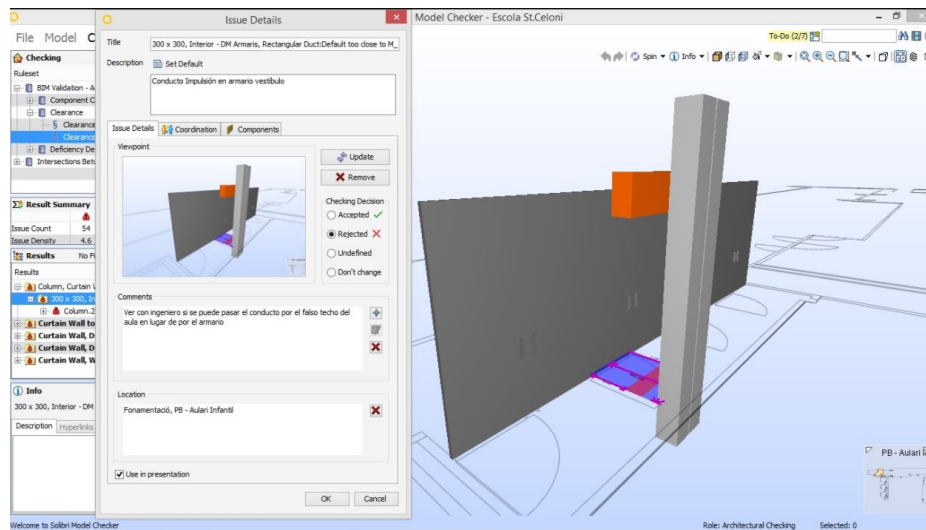 Issue Details
Model Checker - Escola St.Celoni
File Model C
To-Do (2/7)
Spin
Info
Checking
Ruleset
BIM Validation - A
Component C
Clearance
§ Clearance
§ Clearance
Deficiency De
Intersections Bet
Result Summary
Issue Count 54
Issue Density 4.6
Results No Fi
Results
Column, Curtain W
300 x 300, In
Column.2
Curtain Wall to
Curtain Wall, D
Curtain Wall, D
Curtain Wall, W
Info
300 x 300, Interior - DM
Description Hyperlinks
Title 300 x 300, Interior - DM Armaris, Rectangular Duct:Default too close to M_
Description Set Default
Conducto Impulsión en armario vestíbulo
Issue Details Coordination Components
Viewpoint
Update
Remove
Checking Decision
Accepted
Rejected
Undefined
Don't change
Comments
Ver con ingeniero si se puede pasar el conducto por el falso techo del
aula en lugar de por el armario
Location
Fonamentació, PB - Aulari Infantil
Use in presentation
OK Cancel
PB - Aulari I
Welcome to Solibri Model Checker
Role: Architectural Checking Selected: 0